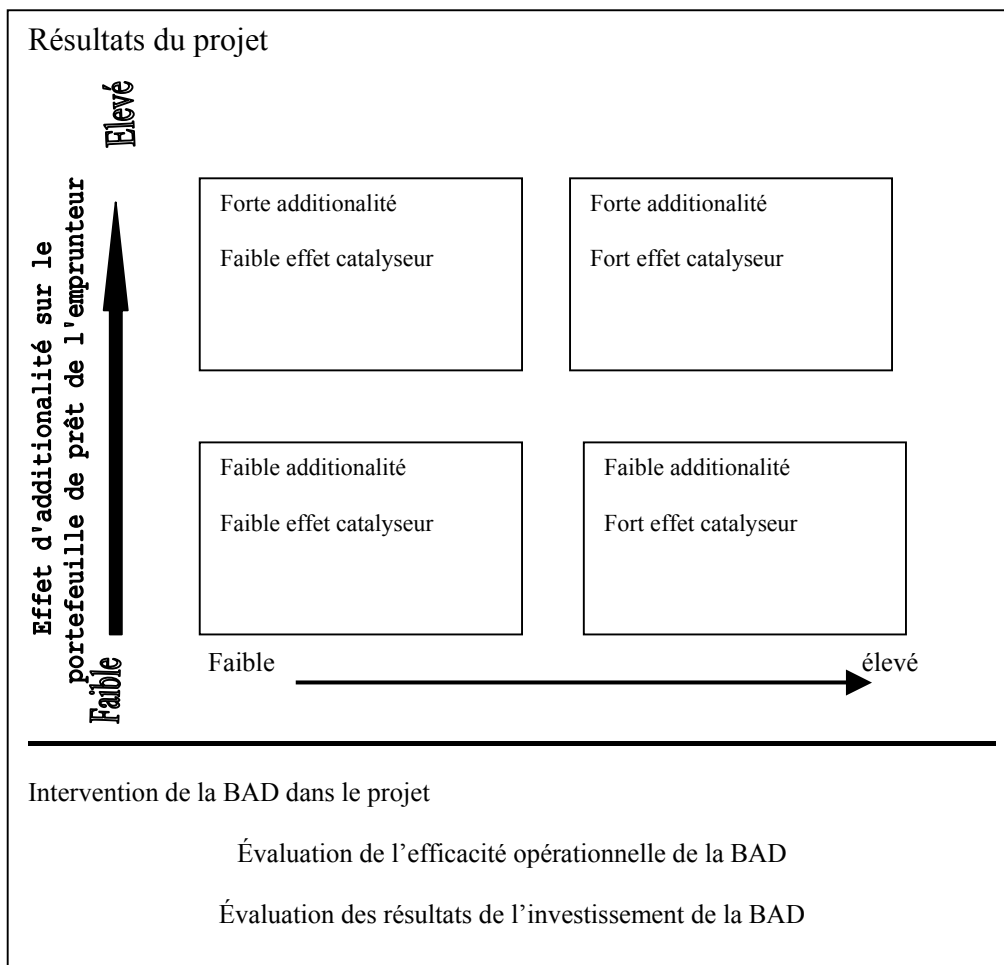 Résultats du projet
Elevé
Effet d'additionalité sur le
portefeuille de prêt de l'emprunteur
Faible
Forte additionalité
Faible effet catalyseur
Forte additionalité
Fort effet catalyseur
Faible additionalité
Faible effet catalyseur
Faible additionalité
Fort effet catalyseur
Faible
élevé
Intervention de la BAD dans le projet
Évaluation de l’efficacité opérationnelle de la BAD
Évaluation des résultats de l’investissement de la BAD